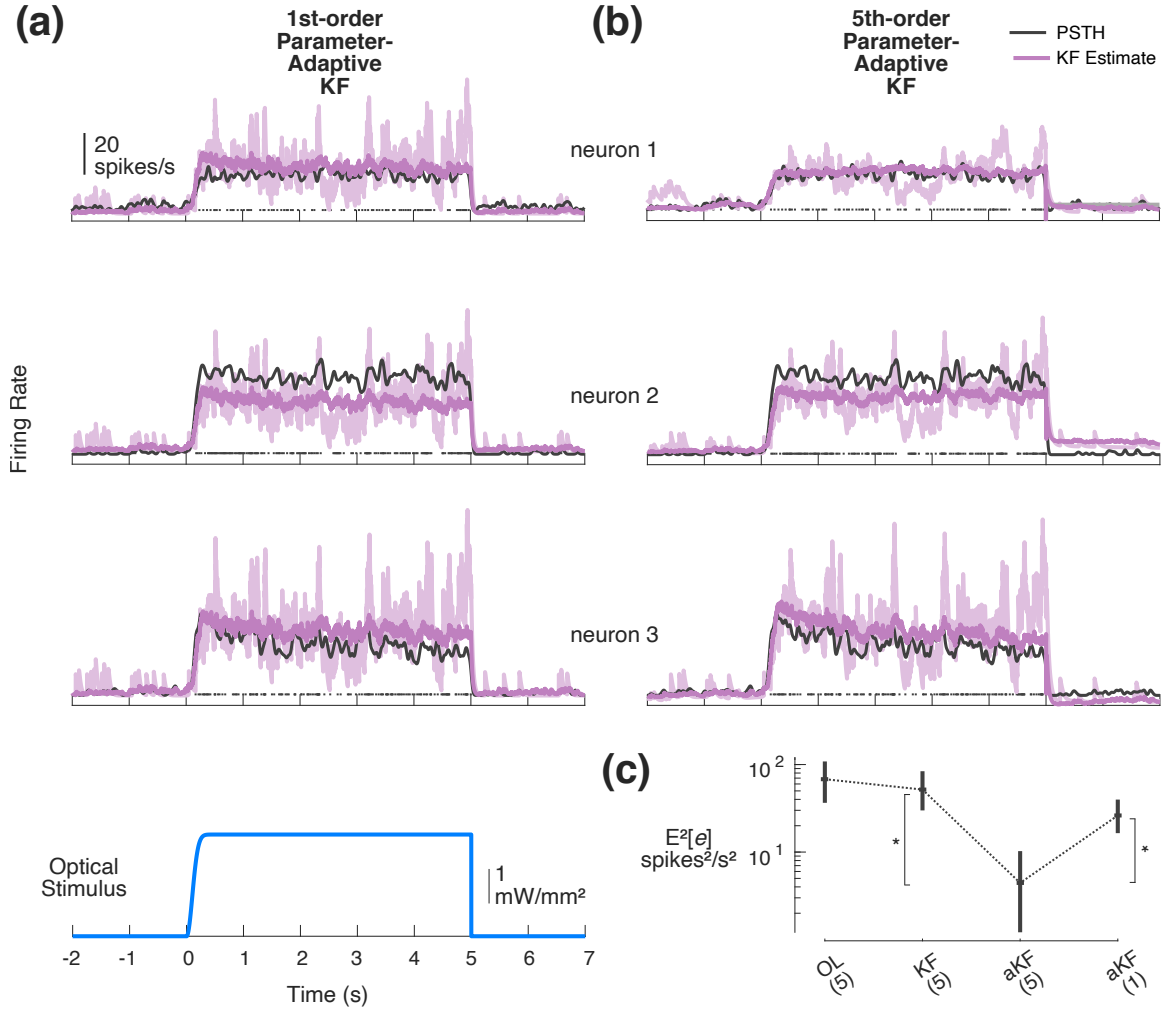 (a)
1st-order
Parameter-
Adaptive
KF
(b)
5th-order
Parameter-
Adaptive
KF
PSTH
KF Estimate
20
spikes/s
neuron 1
Firing Rate
neuron 2
neuron 3
Optical
Stimulus
1
mW/mm²
-2 -1 0 1 2 3 4 5 6 7
Time (s)
(c)
E²[e]
spikes²/s²
10²
10¹
*
*
OL
(5)
KF
(5)
aKF
(5)
aKF
(1)